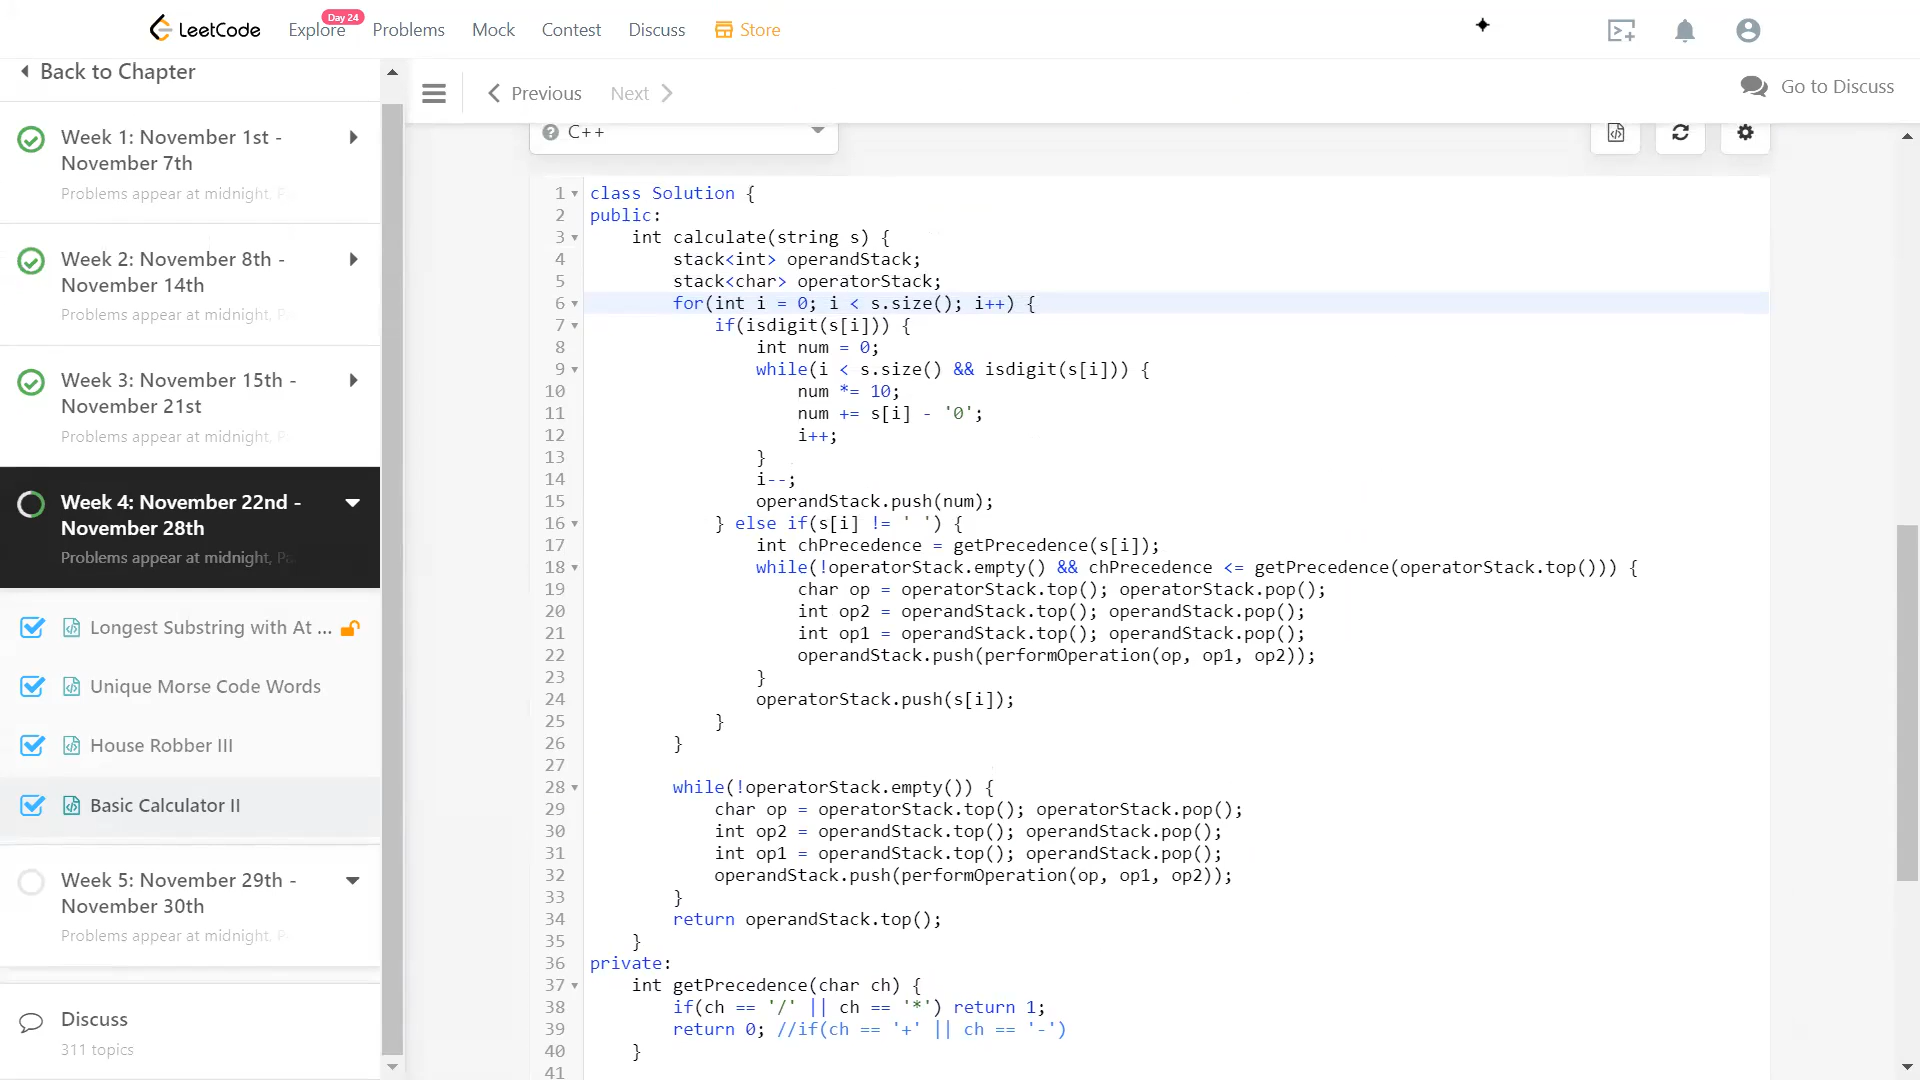 LeetCode
Explore
Day 24
Problems
Mock
Contest
Discuss
Store
Back to Chapter
Week 1: November 1st -
November 7th
Problems appear at midnight,
Week 2: November 8th -
November 14th
Problems appear at midnight,
Week 3: November 15th -
November 21st
Problems appear at midnight,
Week 4: November 22nd -
November 28th
Problems appear at midnight,
Longest Substring with At ...
Unique Morse Code Words
House Robber III
Basic Calculator II
Week 5: November 29th -
November 30th
Problems appear at midnight,
Discuss
311 topics
Previous
Next
Go to Discuss
C++
1 class Solution {
2 public:
3     int calculate(string s) {
4         stack<int> operandStack;
5         stack<char> operatorStack;
6         for(int i = 0; i < s.size(); i++) {
7             if(isdigit(s[i])) {
8                 int num = 0;
9                 while(i < s.size() && isdigit(s[i])) {
10                     num *= 10;
11                     num += s[i] - '0';
12                     i++;
13                 }
14                 i--;
15                 operandStack.push(num);
16             } else if(s[i] != ' ') {
17                 int chPrecedence = getPrecedence(s[i]);
18                 while(!operatorStack.empty() && chPrecedence <= getPrecedence(operatorStack.top())) {
19                     char op = operatorStack.top(); operatorStack.pop();
20                     int op2 = operandStack.top(); operandStack.pop();
21                     int op1 = operandStack.top(); operandStack.pop();
22                     operandStack.push(performOperation(op, op1, op2));
23                 }
24                 operatorStack.push(s[i]);
25             }
26         }
27
28         while(!operatorStack.empty()) {
29             char op = operatorStack.top(); operatorStack.pop();
30             int op2 = operandStack.top(); operandStack.pop();
31             int op1 = operandStack.top(); operandStack.pop();
32             operandStack.push(performOperation(op, op1, op2));
33         }
34         return operandStack.top();
35     }
36 private:
37     int getPrecedence(char ch) {
38         if(ch == '/' || ch == '*') return 1;
39         return 0; //if(ch == '+' || ch == '-')
40     }
41